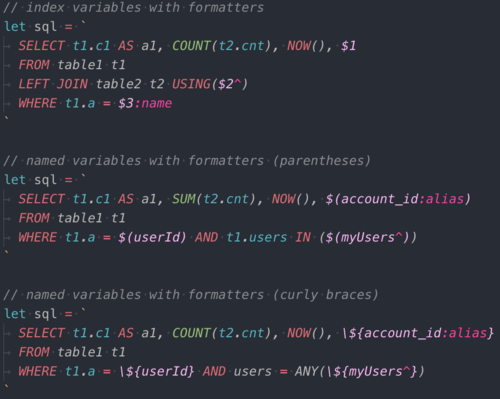 // index variables with formatters
let sql = `
SELECT t1.c1 AS a1, COUNT(t2.cnt), NOW(), $1
FROM table1 t1
LEFT JOIN table2 t2 USING($2^)
WHERE t1.a = $3:name
`
// named variables with formatters (parentheses)
let sql = `
SELECT t1.c1 AS a1, SUM(t2.cnt), NOW(), $(account_id:alias)
FROM table1 t1
WHERE t1.a = $(userId) AND t1.users IN ($(myUsers^))
`
// named variables with formatters (curly braces)
let sql = `
SELECT t1.c1 AS a1, COUNT(t2.cnt), NOW(), \${account_id:alias}
FROM table1 t1
WHERE t1.a = \${userId} AND users = ANY(\${myUsers^})
`